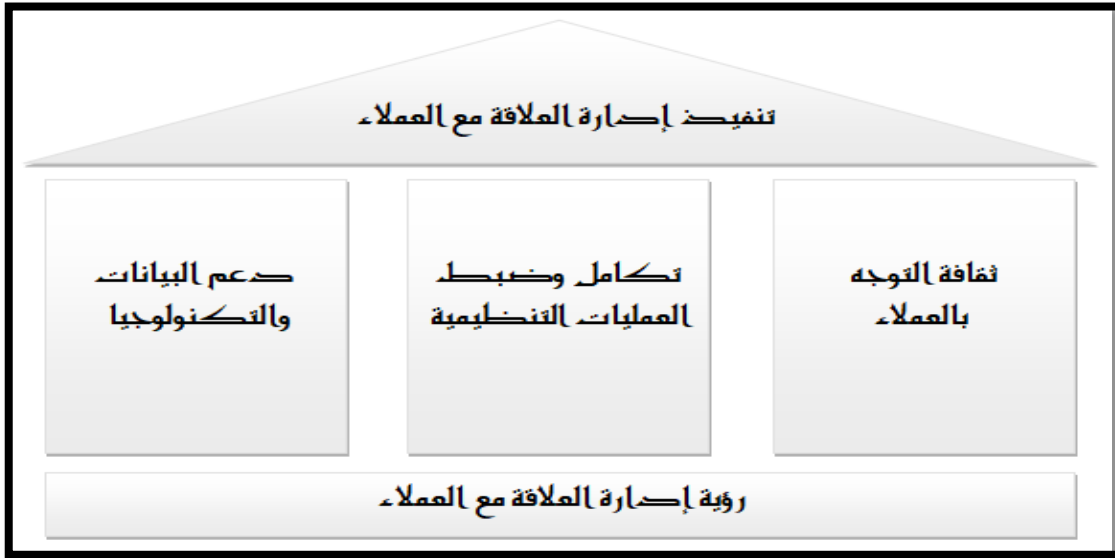 تنفيذ إدارة العلاقة مع العملاء
ثقافة التوجه
بالعملاء
تكامل وضبط
العمليات التنظيمية
دعم البيانات
والتكنولوجيا
رؤية إدارة العلاقة مع العملاء